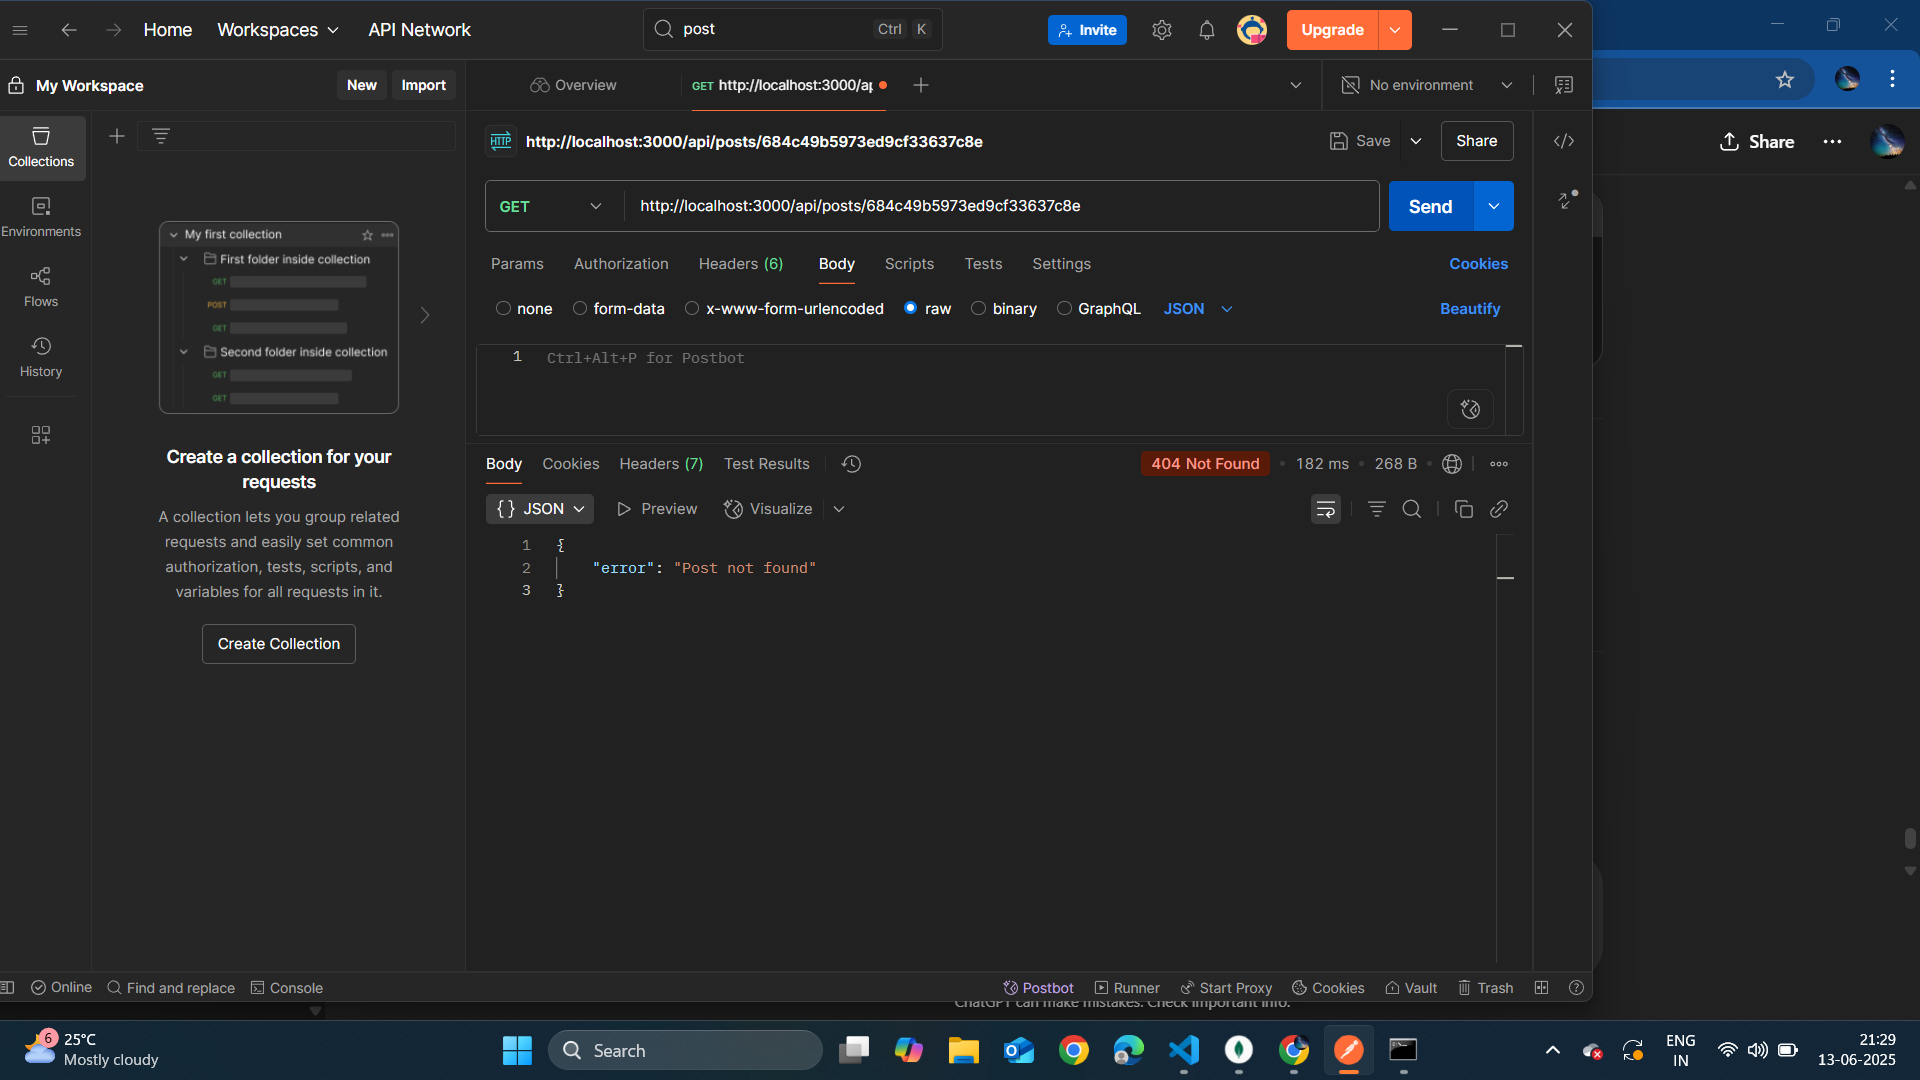 Home
Workspaces
API Network
post
Ctrl K
Invite
Upgrade
My Workspace
New
Import
Overview
GET http://localhost:3000/ap
No environment
Collections
Environments
Flows
History
My first collection
First folder inside collection
GET
POST
GET
Second folder inside collection
GET
GET
Create a collection for your
requests
A collection lets you group related
requests and easily set common
authorization, tests, scripts, and
variables for all requests in it.
Create Collection
HTTP http://localhost:3000/api/posts/684c49b5973ed9cf33637c8e
Save
Share
GET http://localhost:3000/api/posts/684c49b5973ed9cf33637c8e
Send
Params Authorization Headers (6) Body Scripts Tests Settings
Cookies
none form-data x-www-form-urlencoded raw binary GraphQL JSON
Beautify
1 Ctrl+Alt+P for Postbot
Body Cookies Headers (7) Test Results
404 Not Found • 182 ms • 268 B
{ } JSON Preview Visualize
1 {
2 "error": "Post not found"
3 }
Share
Online Find and replace Console
Postbot Runner Start Proxy Cookies Vault Trash
ChatGPT can make mistakes. Check important info.
6
25°C
Mostly cloudy
Search
ENG
IN
21:29
13-06-2025